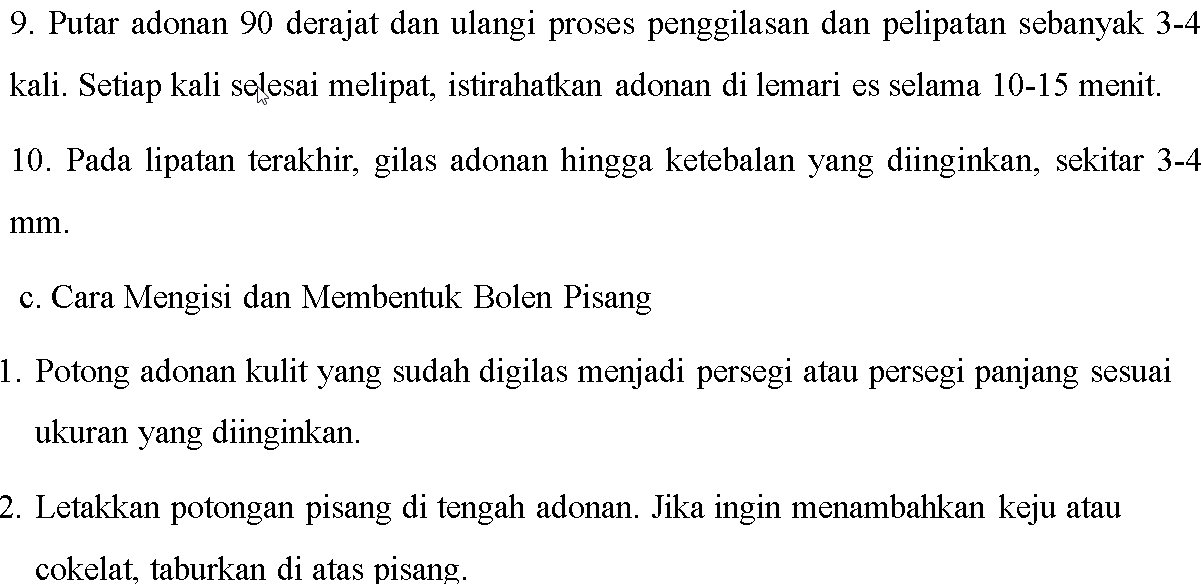 9. Putar adonan 90 derajat dan ulangi proses penggilasan dan pelipatan sebanyak 3-4
kali. Setiap kali selesai melipat, istirahatkan adonan di lemari es selama 10-15 menit.
10. Pada lipatan terakhir, gilas adonan hingga ketebalan yang diinginkan, sekitar 3-4
mm.
c. Cara Mengisi dan Membentuk Bolen Pisang
1. Potong adonan kulit yang sudah digilas menjadi persegi atau persegi panjang sesuai
ukuran yang diinginkan.
2. Letakkan potongan pisang di tengah adonan. Jika ingin menambahkan keju atau
cokelat, taburkan di atas pisang.